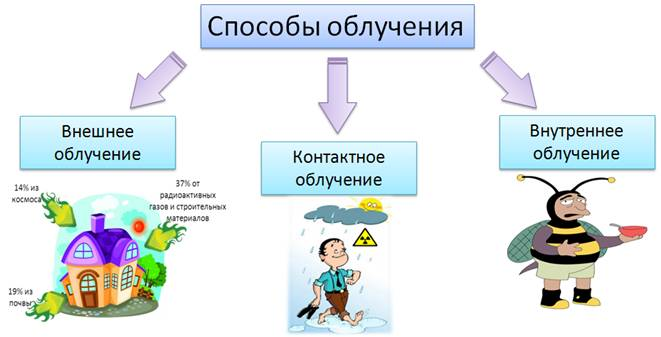 Способы облучения
Внешнее
облучение
Контактное
облучение
Внутреннее
облучение
14% из
космоса
37% от
радиоактивных
газов и строительных
материалов
19% из
почвы